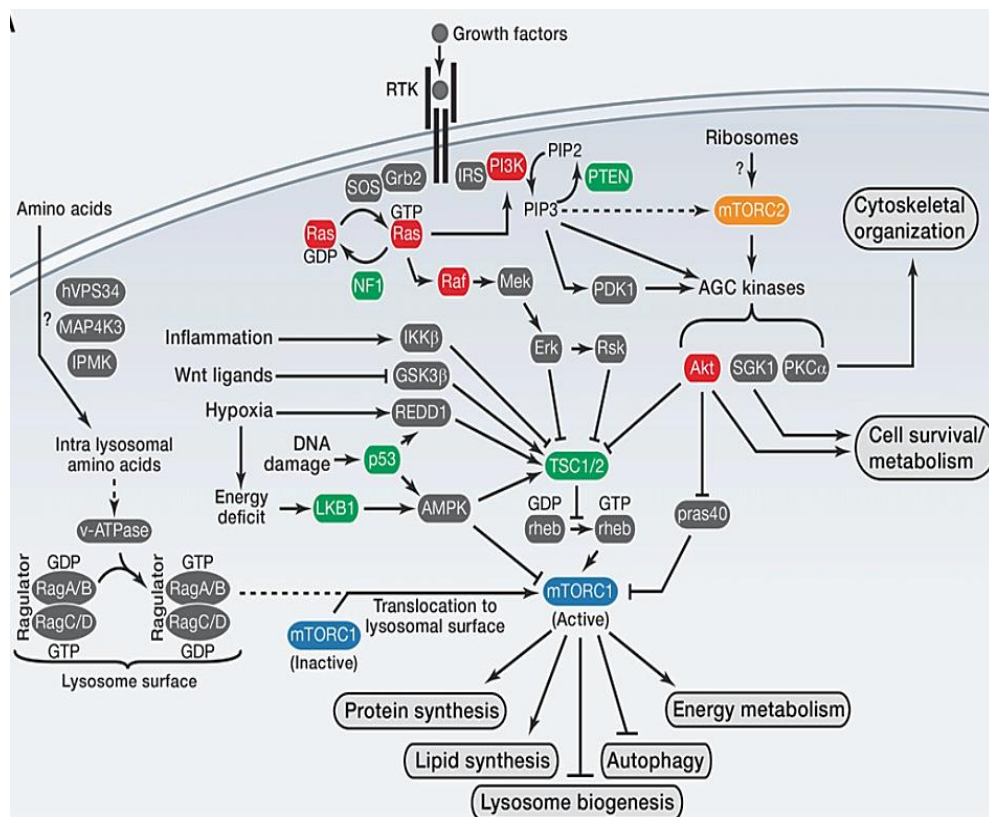 Growth factors
RTK
Ribosomes
?
PIP2
PI3K
IRS
PTEN
Grb2
SOS
Amino acids
PIP3
mTORC2
Cytoskeletal
organization
GTP
Ras
Ras
GDP
NF1
Raf
Mek
PDK1
AGC kinases
hVPS34
?
MAP4K3
IPMK
Inflammation
IKKβ
Erk
Rsk
Akt
SGK1
PKCα
Wnt ligands
GSK3β
Hypoxia
REDD1
Cell survival/
metabolism
Intra lysosomal
amino acids
DNA
damage
p53
TSC1/2
Energy
deficit
LKB1
AMPK
GDP
GTP
rheb
rheb
pras40
v-ATPase
Ragulator
GDP
RagA/B
RagC/D
GTP
Ragulator
GTP
RagA/B
RagC/D
GDP
Lysosome surface
mTORC1
(Inactive)
Translocation to
lysosomal surface
mTORC1
(Active)
Protein synthesis
Energy metabolism
Lipid synthesis
Autophagy
Lysosome biogenesis